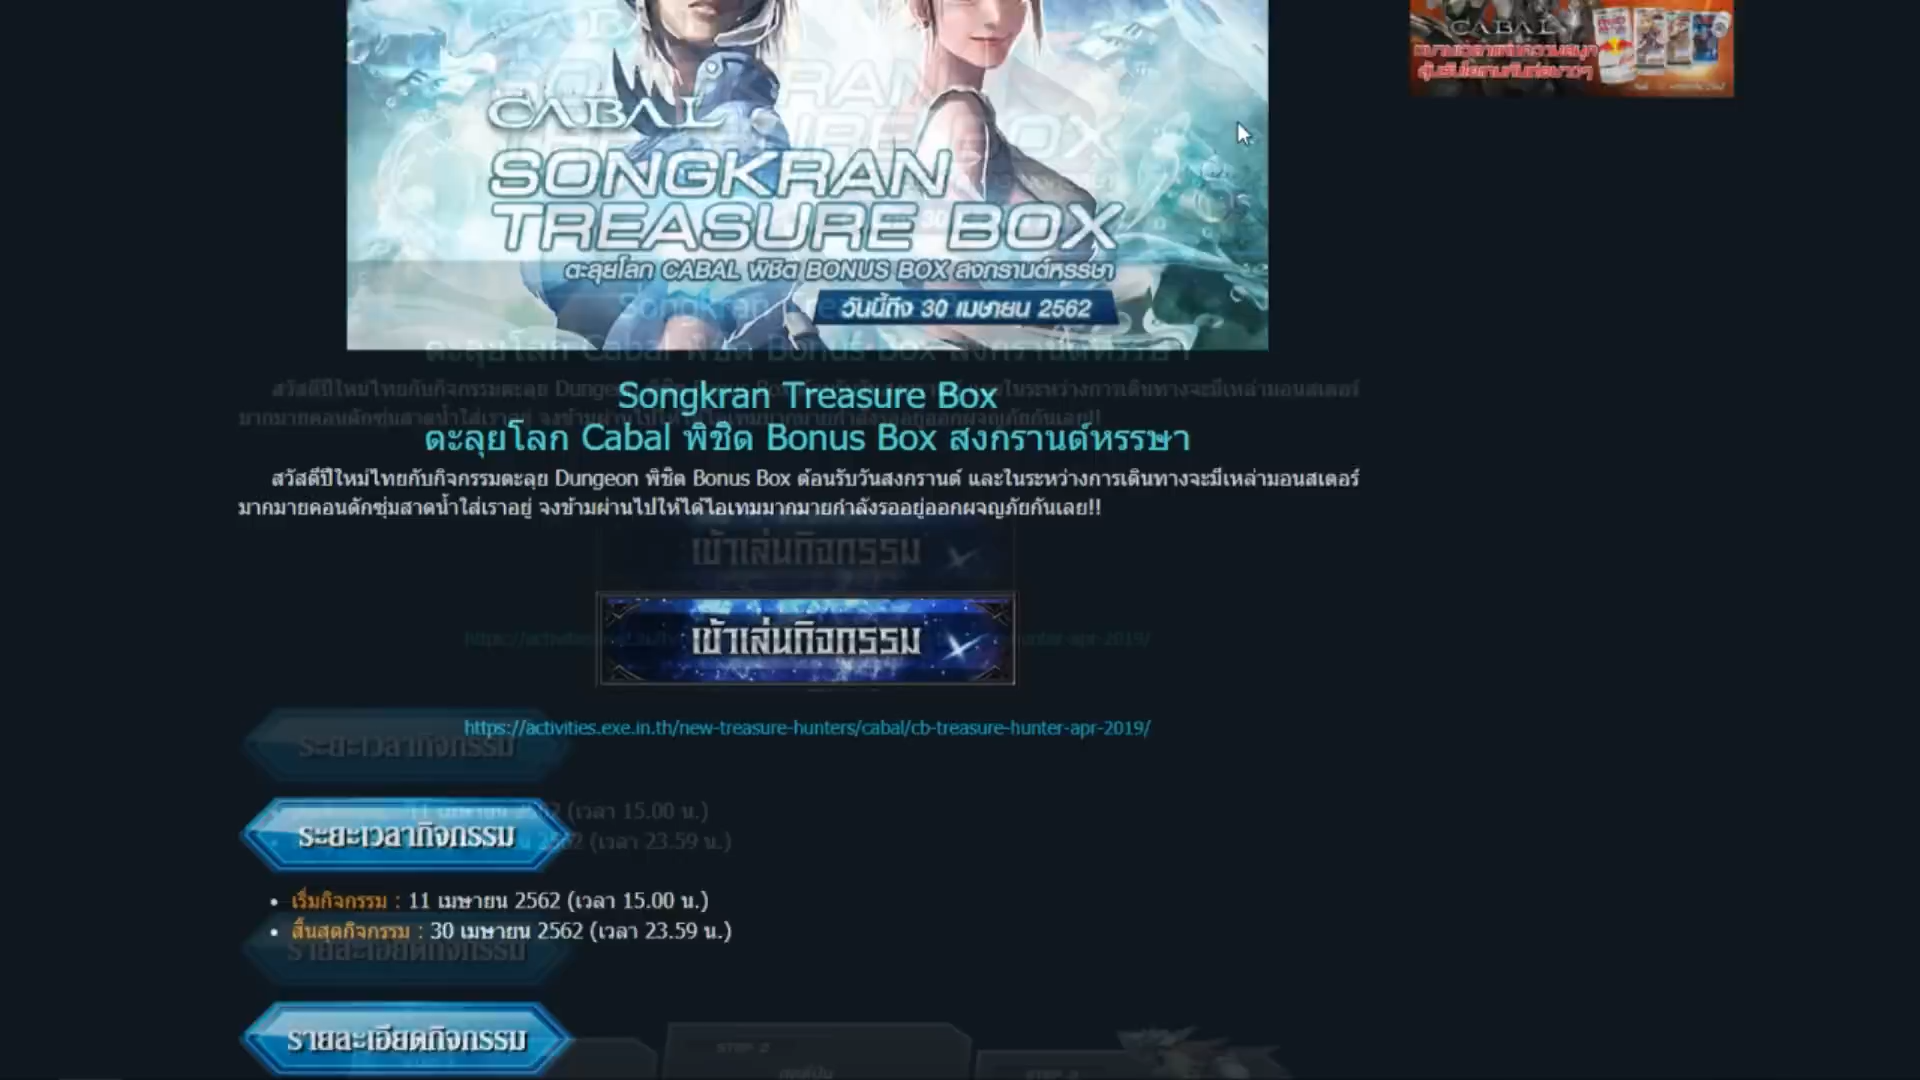 CABAL
CABAL
SONGKRAN
TREASURE BOX
ตะลุยโลก CABAL พิชิต BONUS BOX สงกรานต์หรรษา
วันนี้ถึง 30 เมษายน 2562
Songkran Treasure Box
ตะลุยโลก Cabal พิชิต Bonus Box สงกรานต์หรรษา
สวัสดีปีใหม่ไทยกับกิจกรรมตะลุย Dungeon พิชิต Bonus Box ต้อนรับวันสงกรานต์ และในระหว่างการเดินทางจะมีเหล่ามอนสเตอร์
มากมายคอนดักซุ่มสาดน้ำใส่เราอยู่ จงข้ามผ่านไปให้ได้ไอเทมมากมายกำลังรออยู่ออกผจญภัยกันเลย!!
เข้าเล่นกิจกรรม
https://activities.exe.in.th/new-treasure-hunters/cabal/cb-treasure-hunter-apr-2019/
ระยะเวลากิจกรรม
• เริ่มกิจกรรม : 11 เมษายน 2562 (เวลา 15.00 น.)
• สิ้นสุดกิจกรรม : 30 เมษายน 2562 (เวลา 23.59 น.)
รายละเอียดกิจกรรม
STEP 2